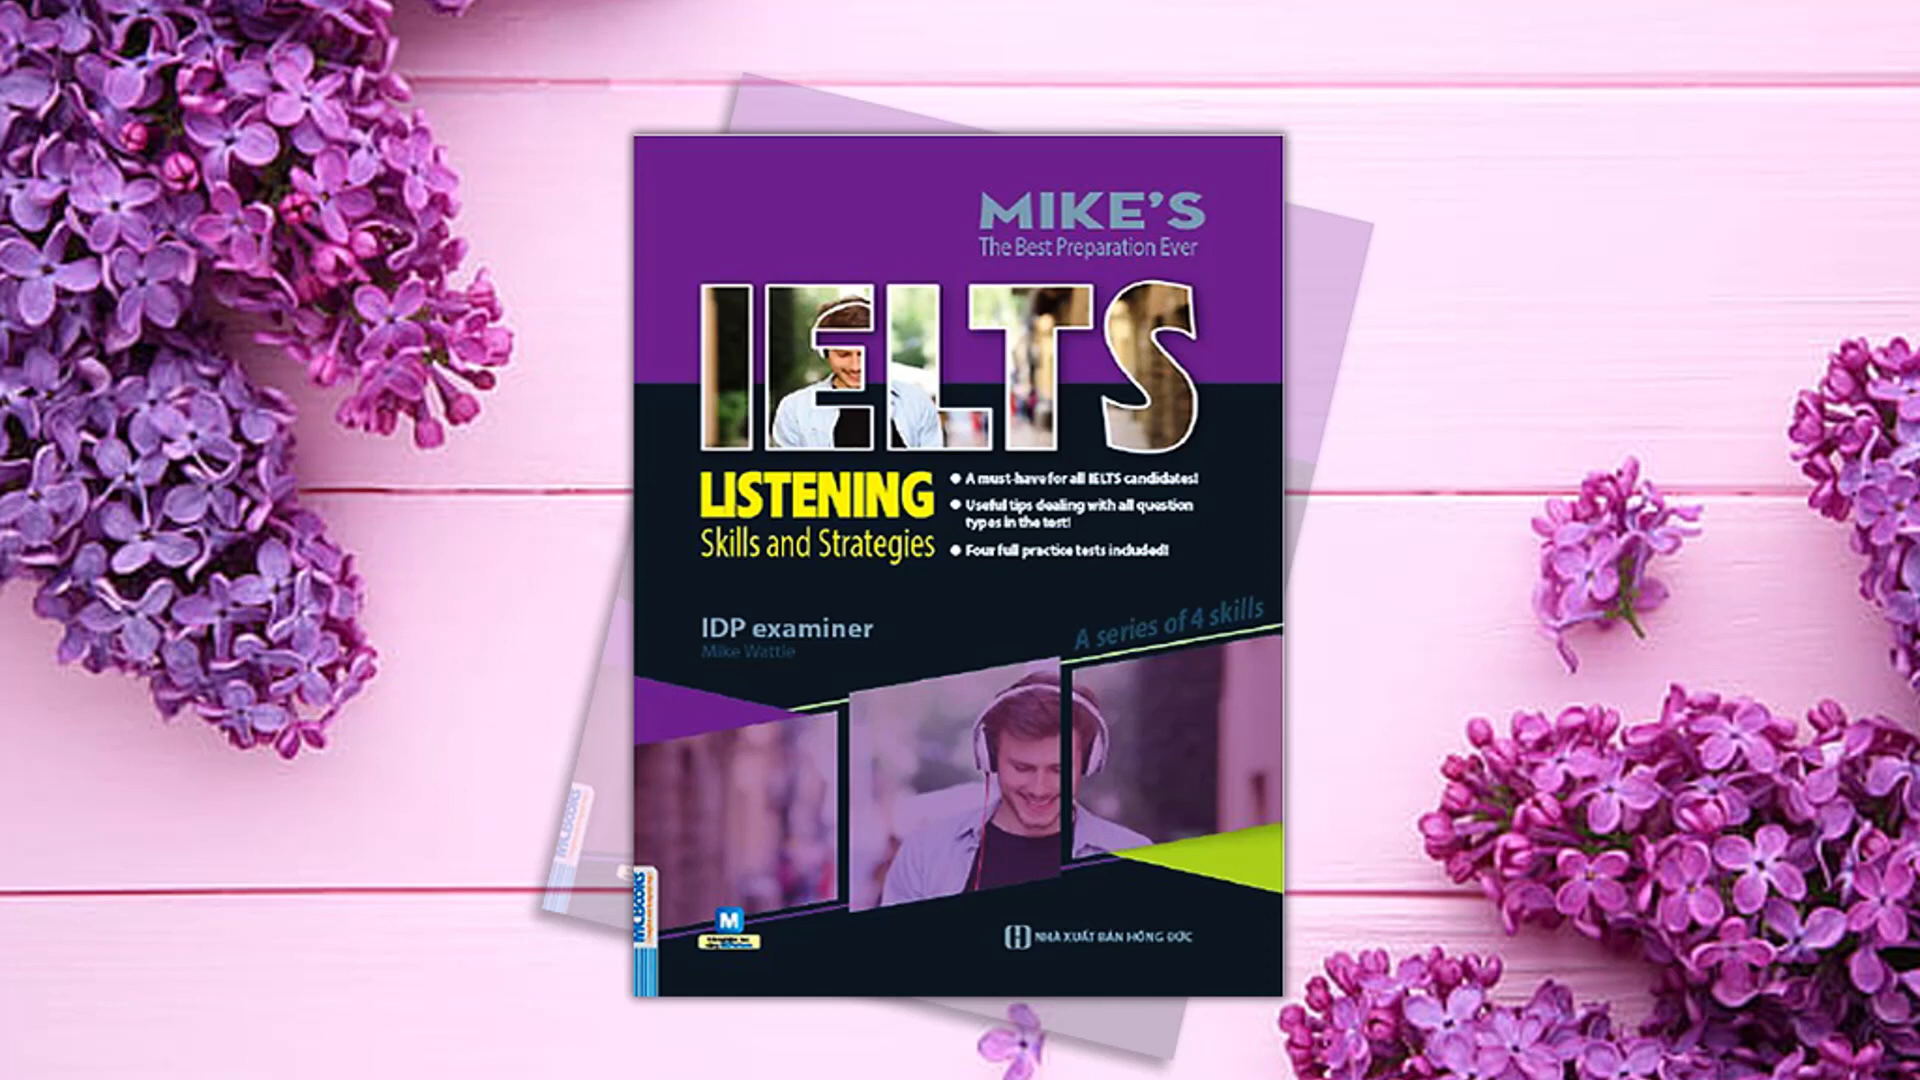 MIKE'S
The Best Preparation Ever
IELTS
LISTENING
Skills and Strategies
A must-have for all IELTS candidates!
Useful tips dealing with all question
types in the test!
Four full practice tests included!
IDP examiner
Mike Wattie
A series of 4 skills
MCBOOKS
MCBOOKS
M
NHÀ XUẤT BẢN HỒNG ĐỨC